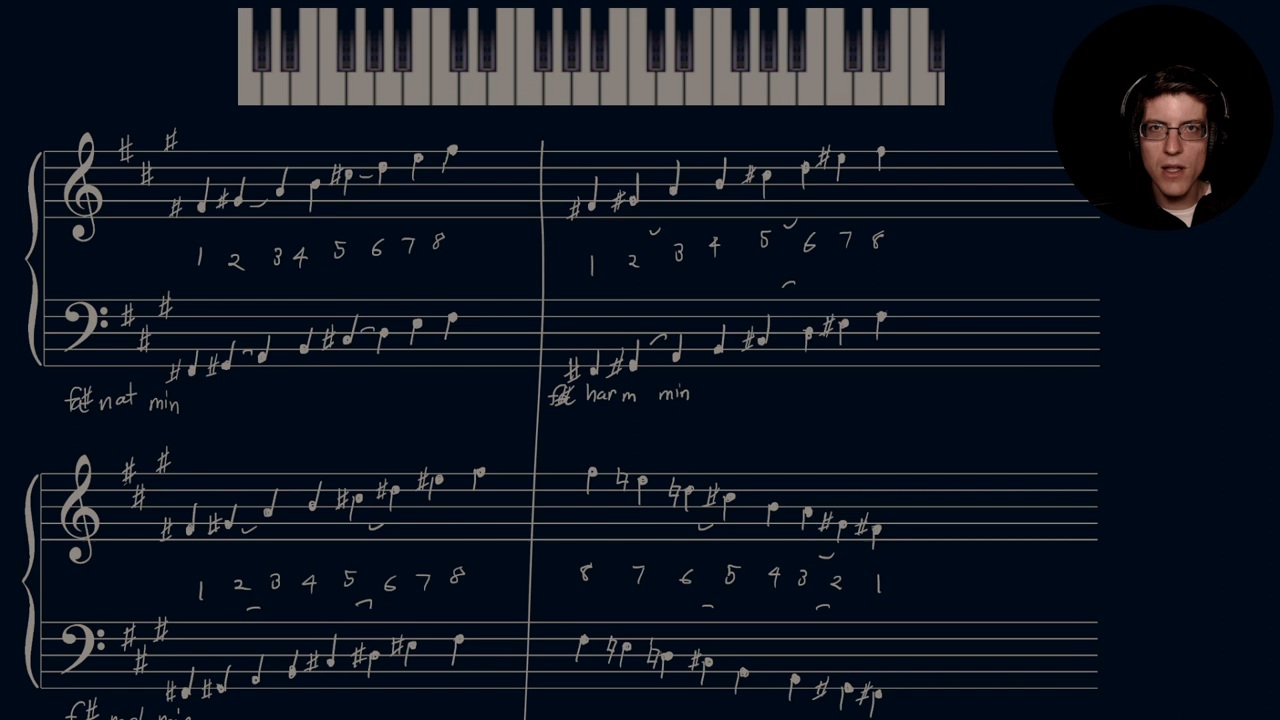 1 2 3 4 5 6 7 8 1 2 3 4 5 6 7 8
f# nat min f# harm min
1 2 3 4 5 6 7 8 8 7 6 5 4 3 2 1
f# mel min